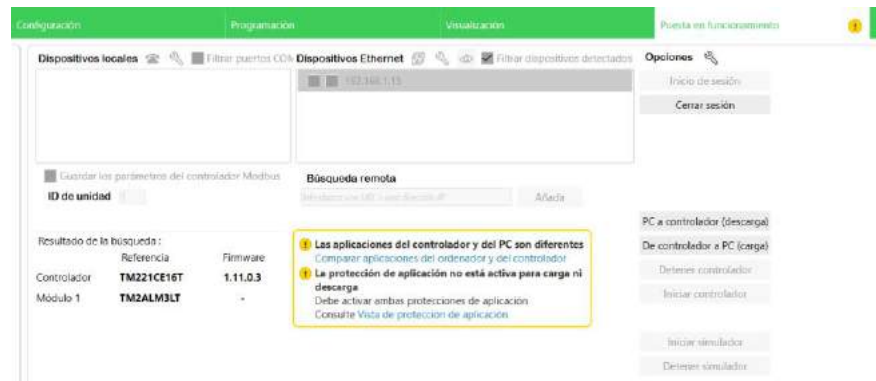 Configuración
Programación
Visualización
Puesta en funcionamiento
Dispositivos locales
Filtrar puertos COM
Dispositivos Ethernet
Filtrar dispositivos detectados
Opciones
192.168.1.15
Inicio de sesión
Cerrar sesión
Guardar los parámetros del controlador Modbus
ID de unidad
Búsqueda remota
Añada
PC a controlador (descarga)
De controlador a PC (carga)
Detener controlador
Iniciar controlador
Iniciar simulador
Detener simulador
Resultado de la búsqueda :
Referencia Firmware
Controlador TM221CE16T 1.11.0.3
Módulo 1 TM2ALM3LT -
Las aplicaciones del controlador y del PC son diferentes
Comparar aplicaciones del ordenador y del controlador
La protección de aplicación no está activa para carga ni
descarga
Debe activar ambas protecciones de aplicación
Consulte Vista de protección de aplicación